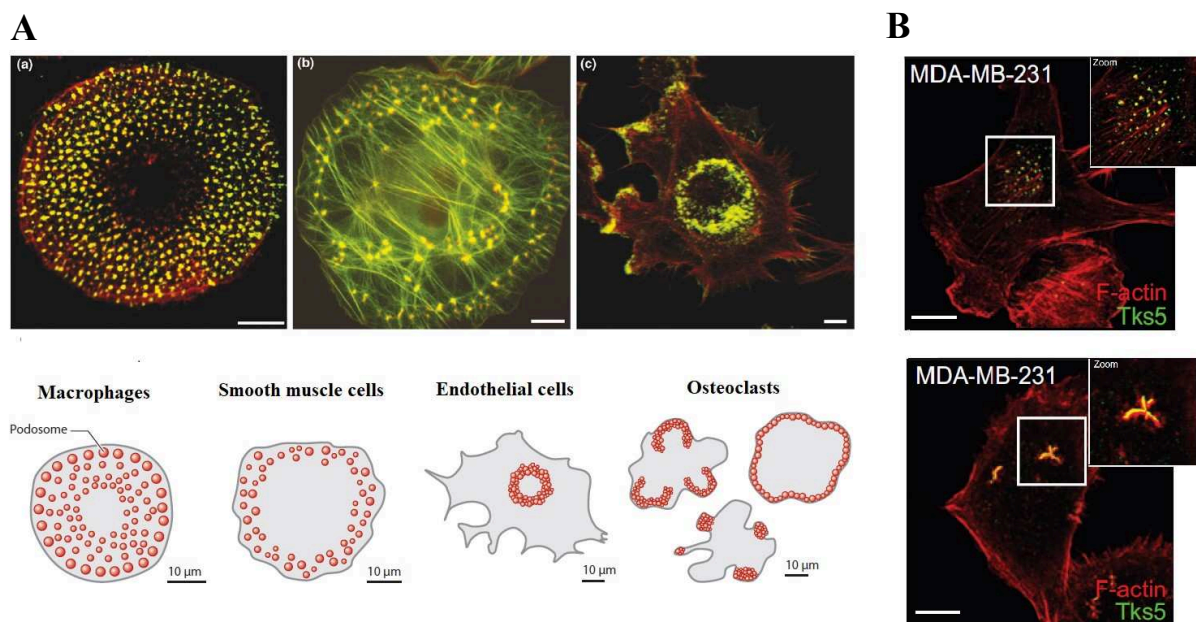 A
B
(a)
(b)
(c)
MDA-MB-231
Zoom
F-actin
Tks5
Macrophages
Smooth muscle cells
Endothelial cells
Osteoclasts
Podosome
10 µm
10 µm
10 µm
10 µm
MDA-MB-231
Zoom
F-actin
Tks5